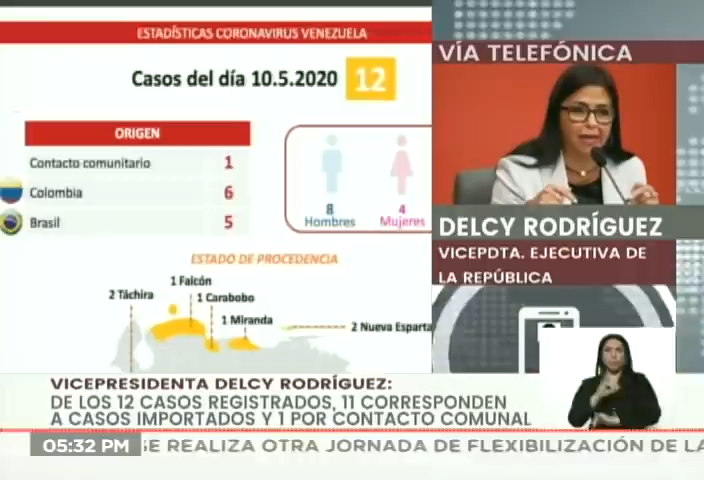 ESTADÍSTICAS CORONAVIRUS VENEZUELA
Casos del día 10.5.2020 12
ORIGEN
Contacto comunitario 1
Colombia 6
Brasil 5
8 Hombres
4 Mujeres
ESTADO DE PROCEDENCIA
1 Falcón
2 Táchira
1 Carabobo
1 Miranda
2 Nueva Esparta
VÍA TELEFÓNICA
DELCY RODRÍGUEZ
VICEPDTA. EJECUTIVA DE
LA REPÚBLICA
VICEPRESIDENTA DELCY RODRÍGUEZ:
DE LOS 12 CASOS REGISTRADOS, 11 CORRESPONDEN
A CASOS IMPORTADOS Y 1 POR CONTACTO COMUNAL
05:32 PM SE REALIZA OTRA JORNADA DE FLEXIBILIZACIÓN DE LA